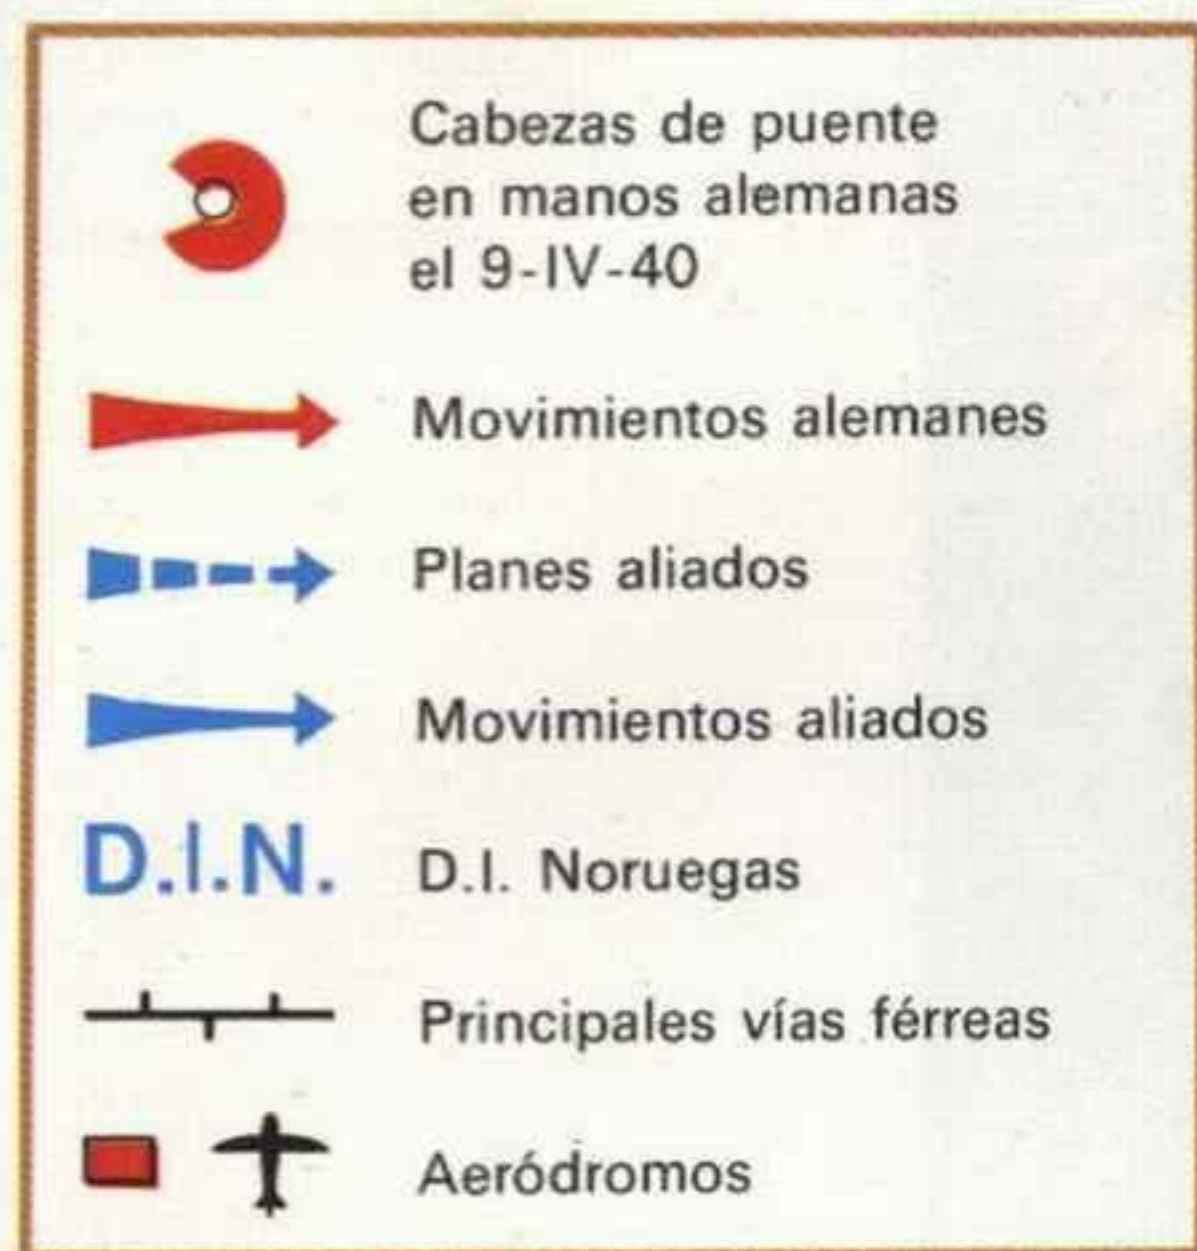 Cabezas de puente
en manos alemanas
el 9-IV-40
Movimientos alemanes
Planes aliados
Movimientos aliados
D.I.N. D.I. Noruegas
Principales vías férreas
Aeródromos